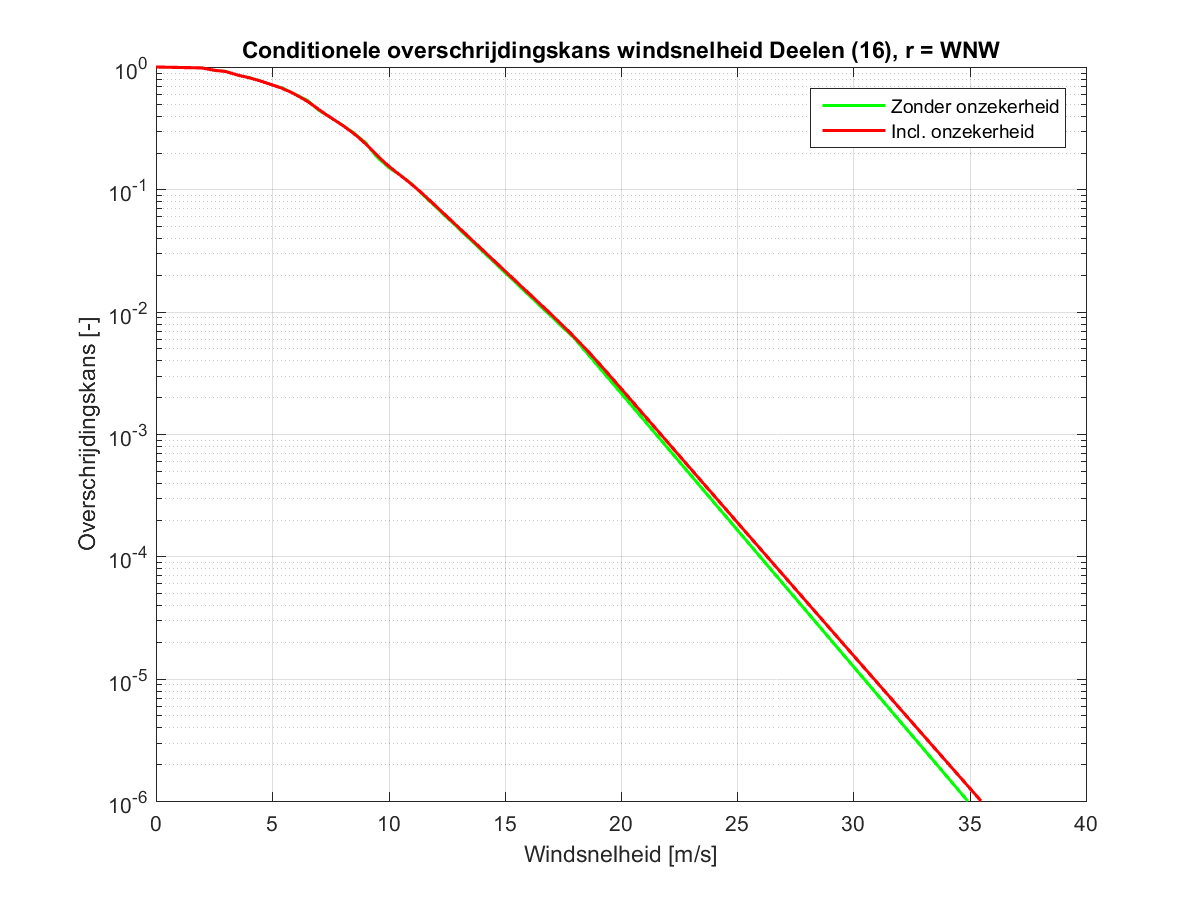 Conditionele overschrijdingskans windsnelheid Deelen (16), r = WNW
Zonder onzekerheid
Incl. onzekerheid
10^0
10^-1
10^-2
10^-3
10^-4
10^-5
10^-6
Overschrijdingskans [-]
0 5 10 15 20 25 30 35 40
Windsnelheid [m/s]